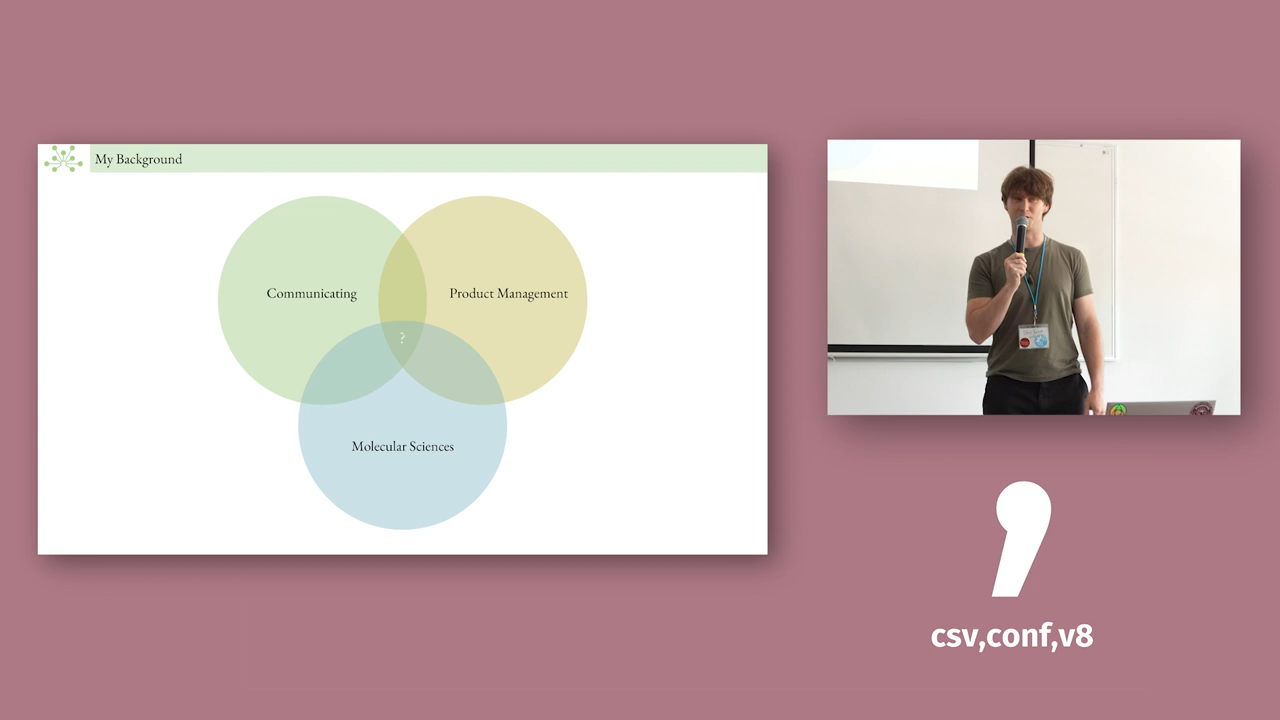 My Background
Communicating
Product Management
?
Molecular Sciences
csv,conf,v8